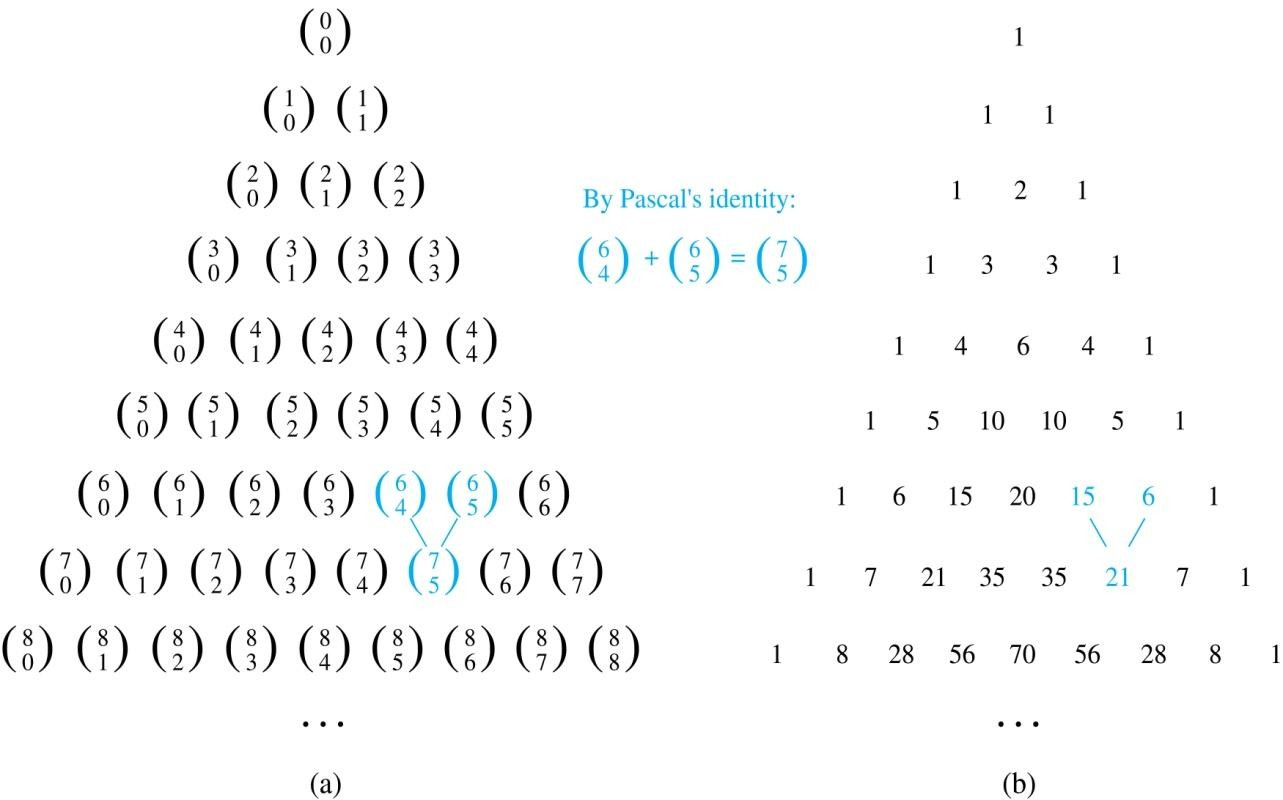 (0 0)
(1 0) (1 1)
(2 0) (2 1) (2 2)
(3 0) (3 1) (3 2) (3 3)
(4 0) (4 1) (4 2) (4 3) (4 4)
(5 0) (5 1) (5 2) (5 3) (5 4) (5 5)
(6 0) (6 1) (6 2) (6 3) (6 4) (6 5) (6 6)
(7 0) (7 1) (7 2) (7 3) (7 4) (7 5) (7 6) (7 7)
(8 0) (8 1) (8 2) (8 3) (8 4) (8 5) (8 6) (8 7) (8 8)
...
(a)
By Pascal's identity:
(6 4) + (6 5) = (7 5)
1
1 1
1 2 1
1 3 3 1
1 4 6 4 1
1 5 10 10 5 1
1 6 15 20 15 6 1
1 7 21 35 35 21 7 1
1 8 28 56 70 56 28 8 1
...
(b)